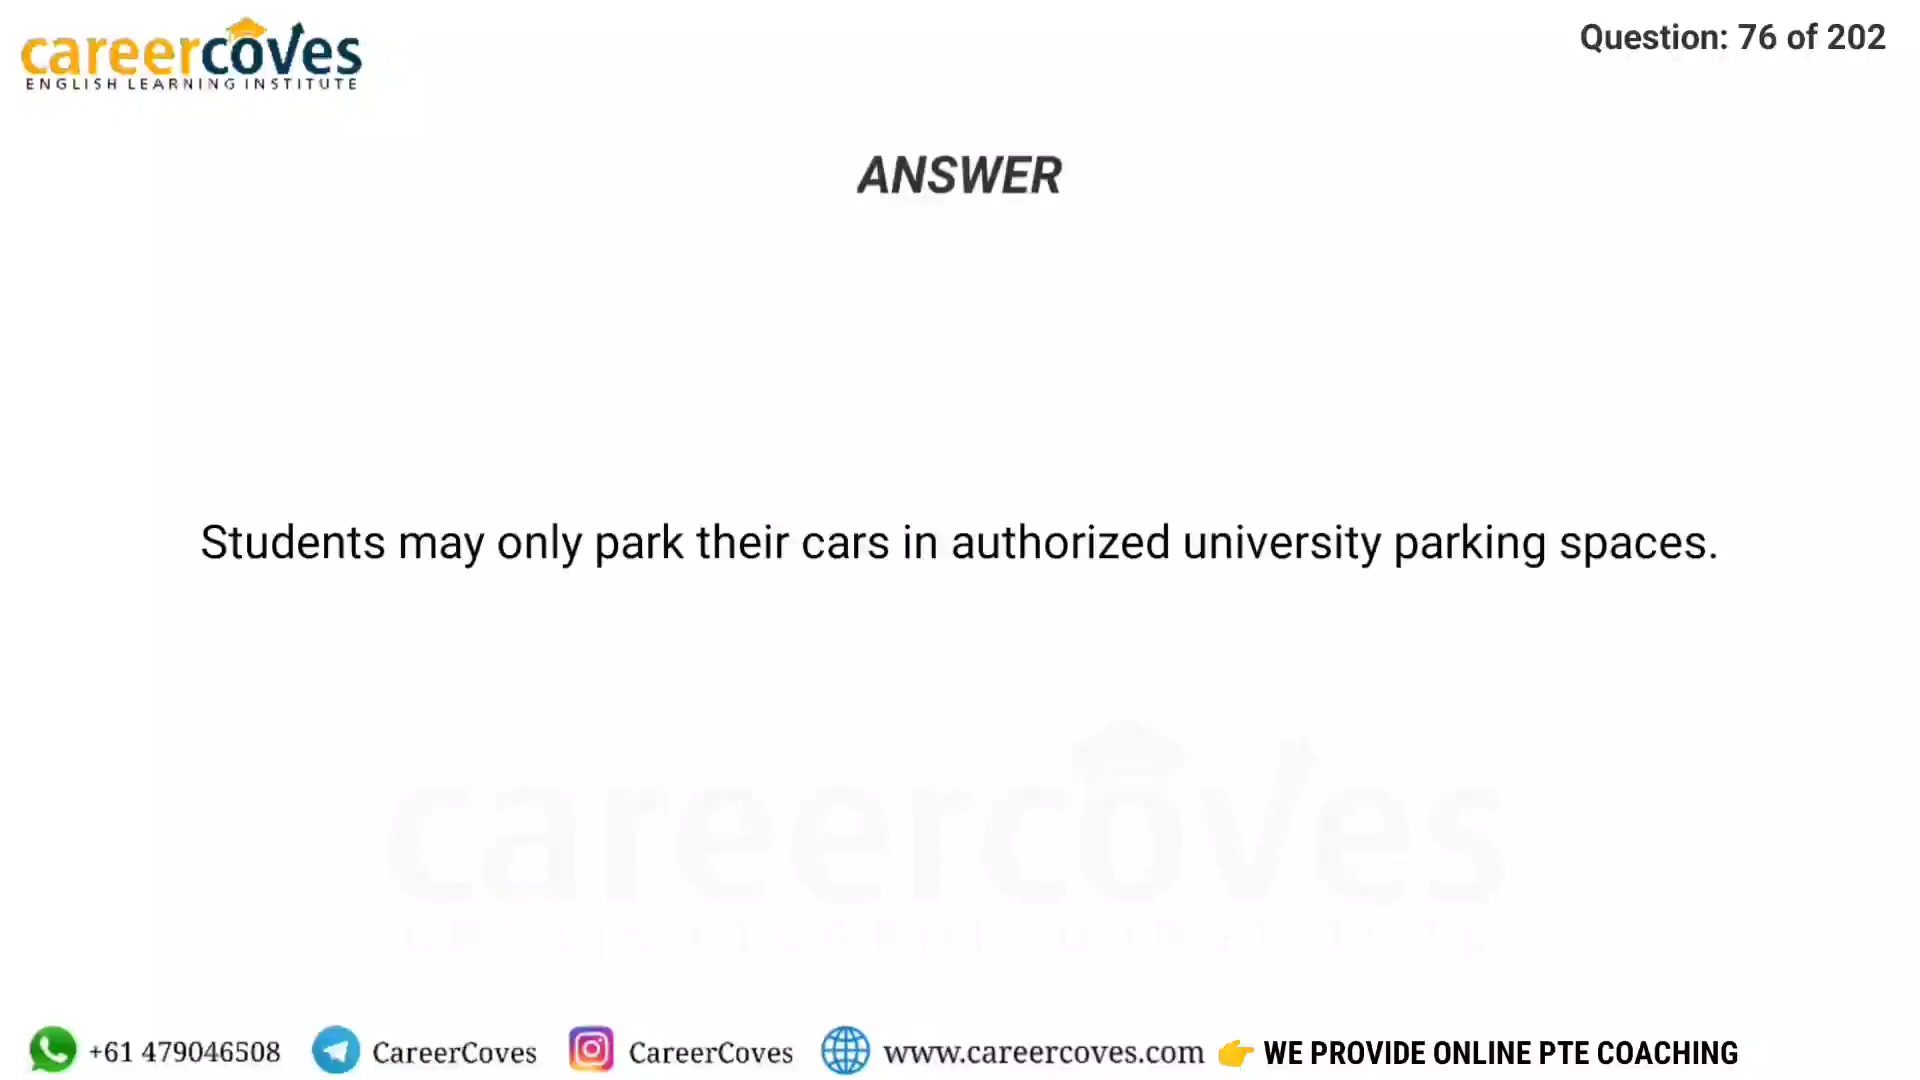 careercoves
ENGLISH LEARNING INSTITUTE
Question: 76 of 202
ANSWER
Students may only park their cars in authorized university parking spaces.
careercoves
+61 479046508 CareerCoves CareerCoves www.careercoves.com 👉 WE PROVIDE ONLINE PTE COACHING